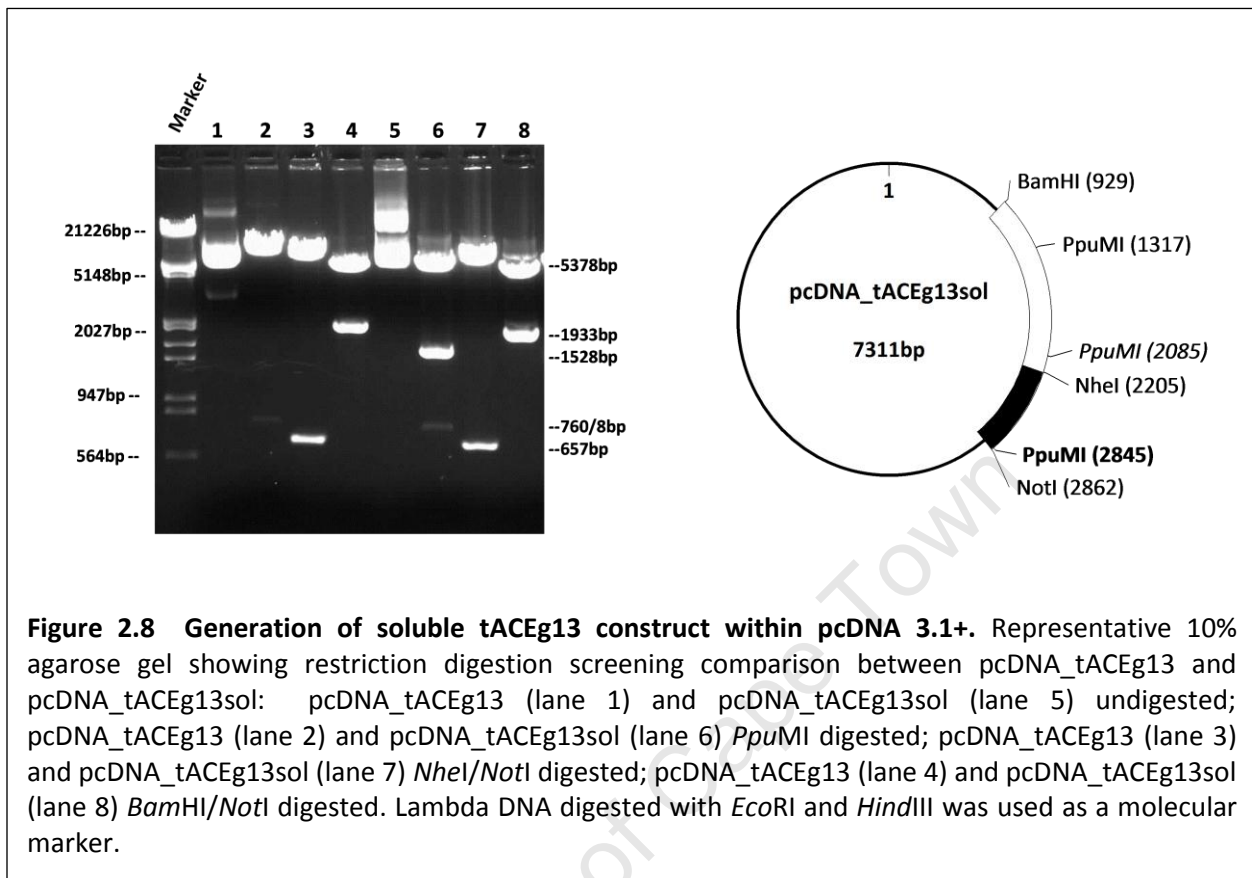 Marker 1 2 3 4 5 6 7 8
21226bp --
5148bp --
2027bp --
947bp --
564bp --
--5378bp
--1933bp
--1528bp
--760/8bp
--657bp
1
pcDNA_tACEg13sol
7311bp
BamHI (929)
PpuMI (1317)
PpuMI (2085)
NheI (2205)
PpuMI (2845)
NotI (2862)
Figure 2.8 Generation of soluble tACEg13 construct within pcDNA 3.1+. Representative 10%
agarose gel showing restriction digestion screening comparison between pcDNA_tACEg13 and
pcDNA_tACEg13sol: pcDNA_tACEg13 (lane 1) and pcDNA_tACEg13sol (lane 5) undigested;
pcDNA_tACEg13 (lane 2) and pcDNA_tACEg13sol (lane 6) PpuMI digested; pcDNA_tACEg13 (lane 3)
and pcDNA_tACEg13sol (lane 7) NheI/NotI digested; pcDNA_tACEg13 (lane 4) and pcDNA_tACEg13sol
(lane 8) BamHI/NotI digested. Lambda DNA digested with EcoRI and HindIII was used as a molecular
marker.
of Cape Town